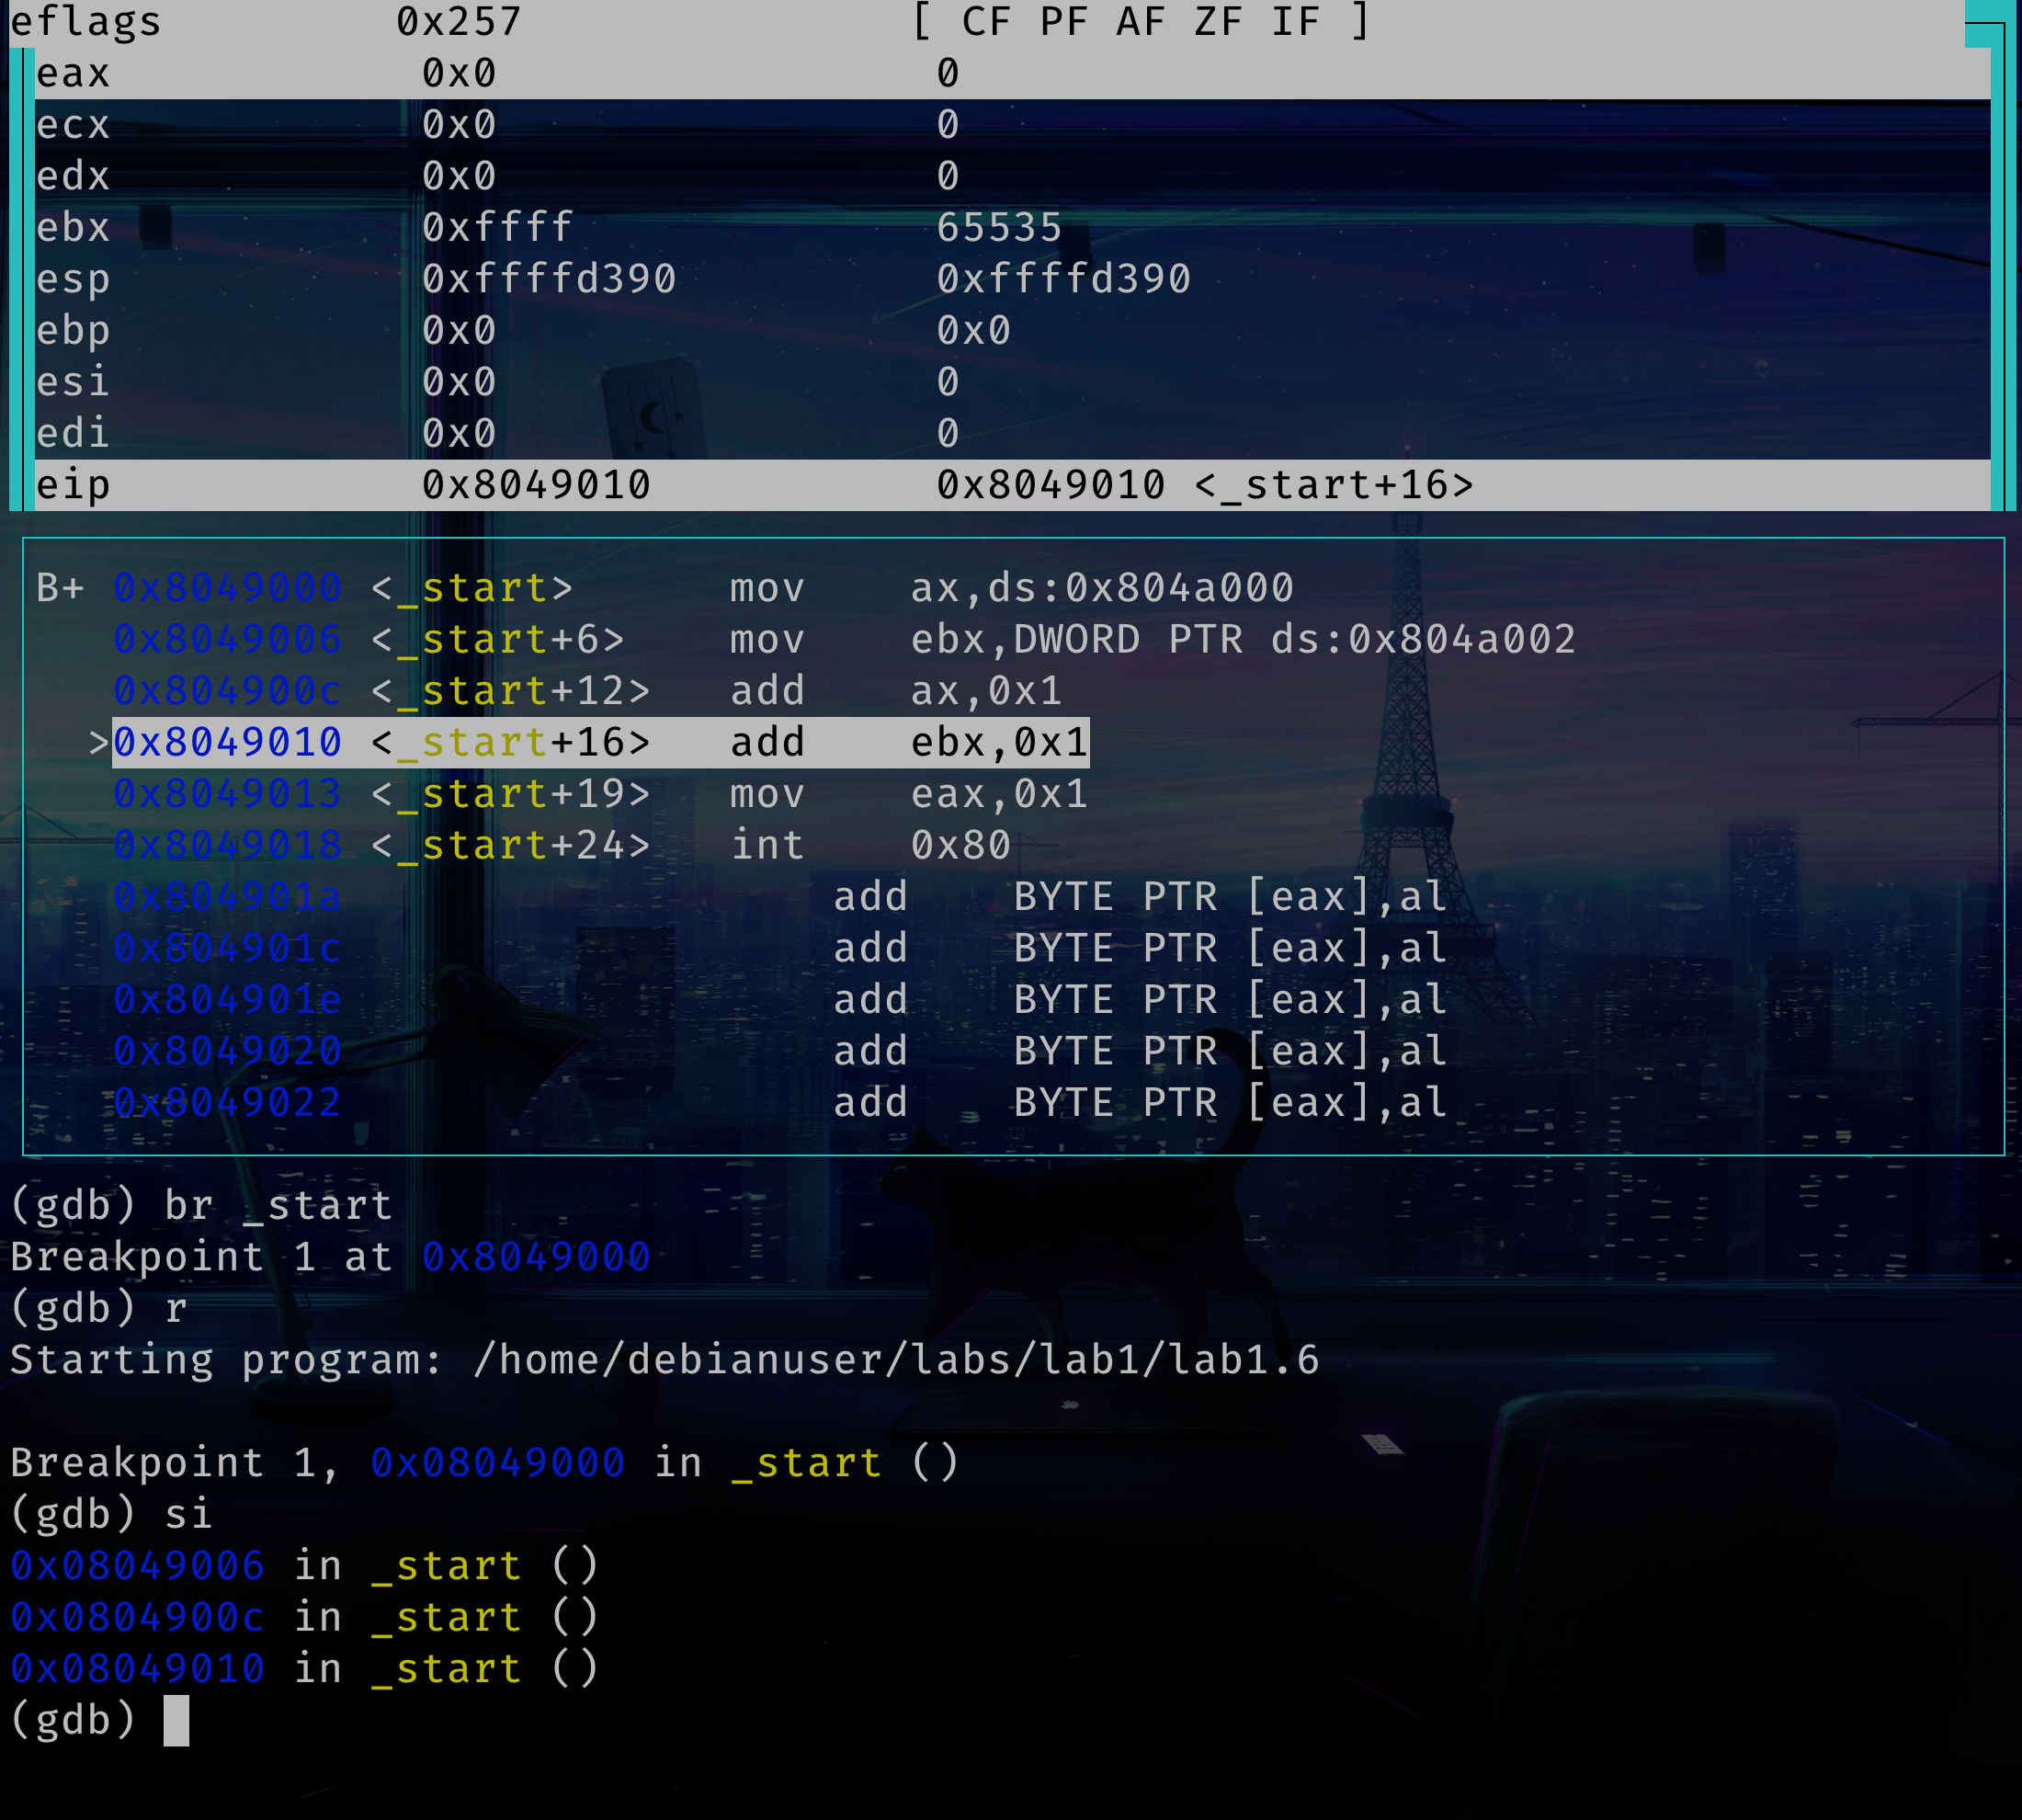 eflags 0x257 [ CF PF AF ZF IF ]
eax 0x0 0
ecx 0x0 0
edx 0x0 0
ebx 0xffff 65535
esp 0xffffd390 0xffffd390
ebp 0x0 0x0
esi 0x0 0
edi 0x0 0
eip 0x8049010 0x8049010 <_start+16>
B+ 0x8049000 <_start> mov ax,ds:0x804a000
0x8049006 <_start+6> mov ebx,DWORD PTR ds:0x804a002
0x804900c <_start+12> add ax,0x1
>0x8049010 <_start+16> add ebx,0x1
0x8049013 <_start+19> mov eax,0x1
0x8049018 <_start+24> int 0x80
0x804901a add BYTE PTR [eax],al
0x804901c add BYTE PTR [eax],al
0x804901e add BYTE PTR [eax],al
0x8049020 add BYTE PTR [eax],al
0x8049022 add BYTE PTR [eax],al
(gdb) br _start
Breakpoint 1 at 0x8049000
(gdb) r
Starting program: /home/debianuser/labs/lab1/lab1.6
Breakpoint 1, 0x08049000 in _start ()
(gdb) si
0x08049006 in _start ()
0x0804900c in _start ()
0x08049010 in _start ()
(gdb)